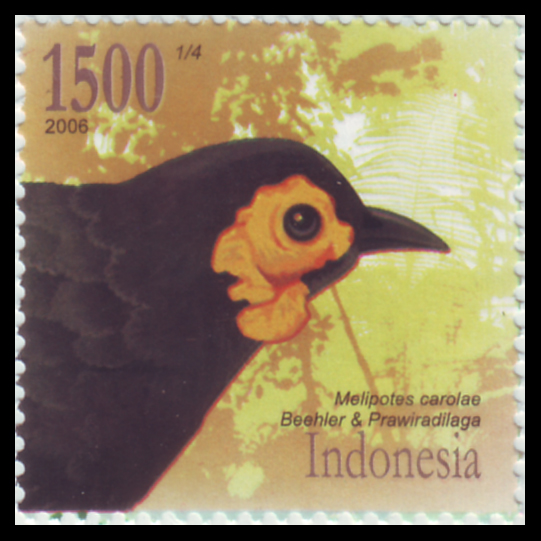 1500 1/4
2006
Melipotes carolae
Beehler & Prawiradilaga
Indonesia